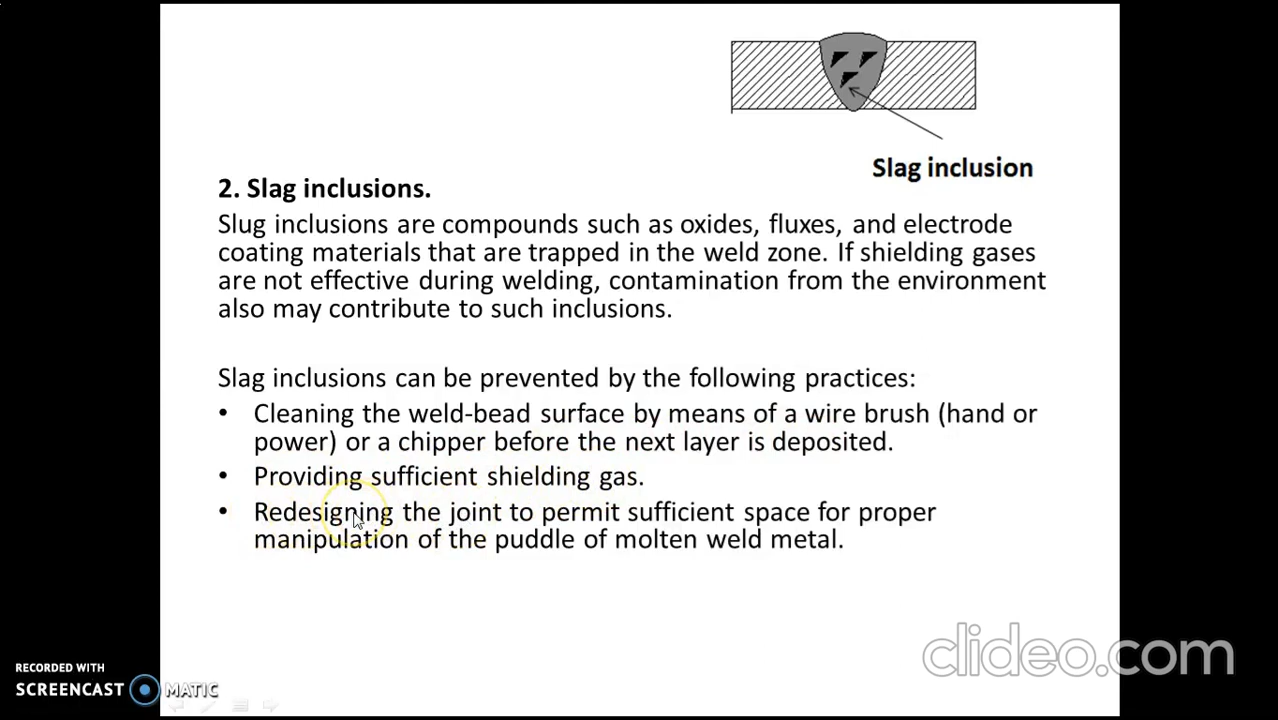 Slag inclusion
2. Slag inclusions.
Slug inclusions are compounds such as oxides, fluxes, and electrode
coating materials that are trapped in the weld zone. If shielding gases
are not effective during welding, contamination from the environment
also may contribute to such inclusions.
Slag inclusions can be prevented by the following practices:
• Cleaning the weld-bead surface by means of a wire brush (hand or
power) or a chipper before the next layer is deposited.
• Providing sufficient shielding gas.
• Redesigning the joint to permit sufficient space for proper
manipulation of the puddle of molten weld metal.
clideo.com
RECORDED WITH
SCREENCAST MATIC